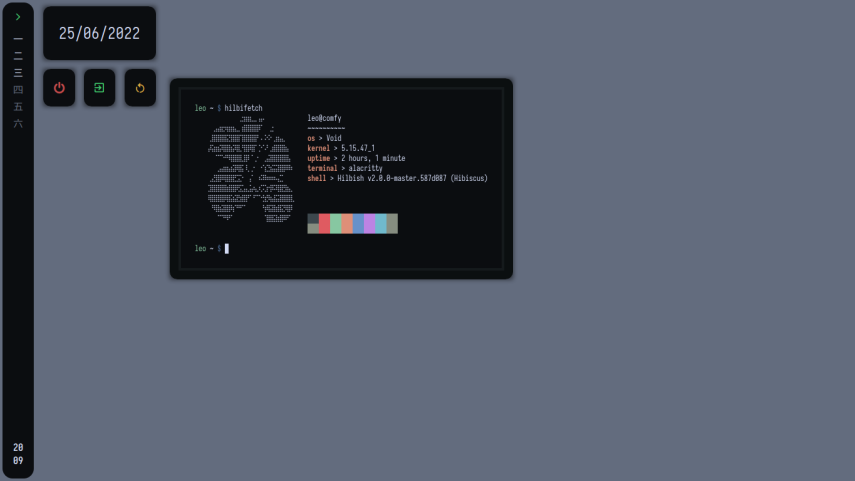 一
二
三
四
五
六
20
09
25/06/2022
leo ~ $ hilbifetch
leo@comfy
~~~~~~~~~~
os > Void
kernel > 5.15.47_1
uptime > 2 hours, 1 minute
terminal > alacritty
shell > Hilbish v2.0.0-master.587d087 (Hibiscus)
leo ~ $